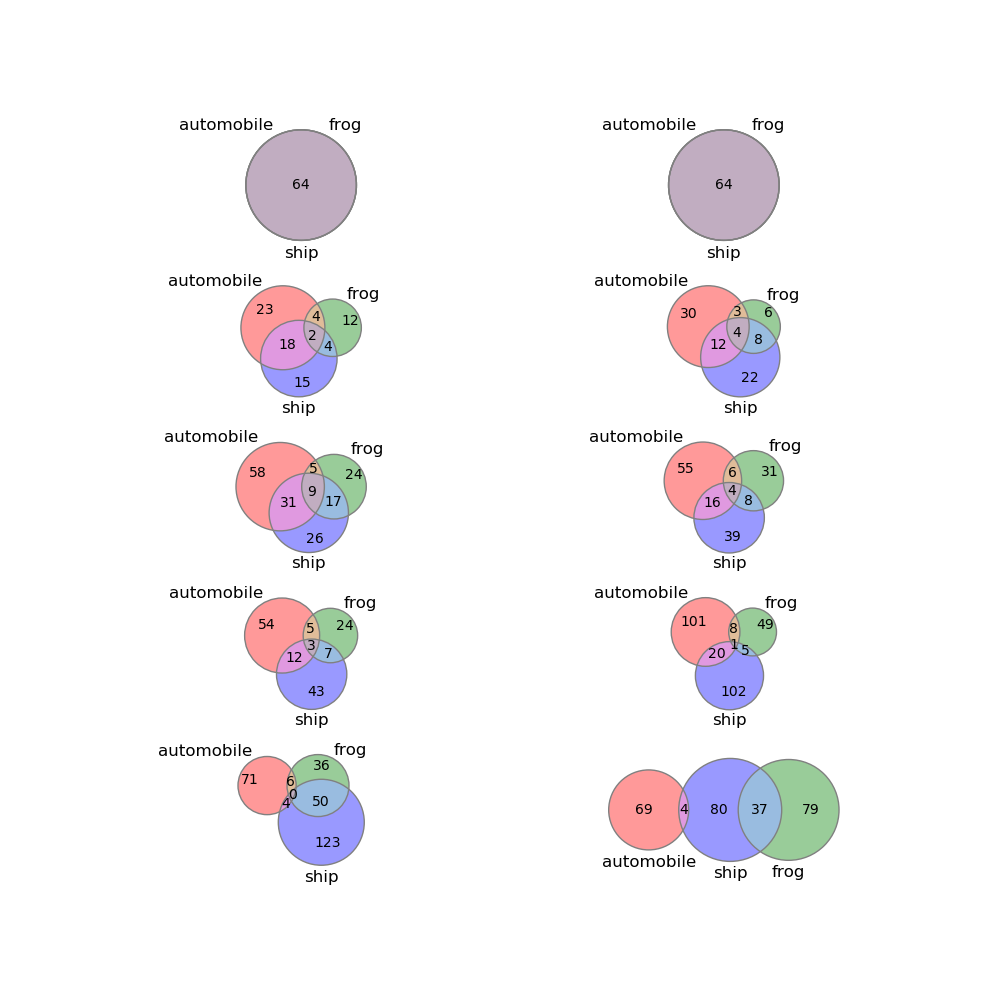 automobile frog
64
ship
automobile frog
64
ship
automobile
frog
23 4 12
2
18 4
15
ship
automobile
frog
30 3 6
4
12 8
22
ship
automobile
frog
58 5 24
9
31 17
26
ship
automobile
frog
55 6 31
4
16 8
39
ship
automobile
frog
54 5 24
3
12 7
43
ship
automobile
frog
101 8 49
1
20 5
102
ship
automobile frog
36
71 6
0
4 50
123
ship
69 4 80 37 79
automobile
ship frog